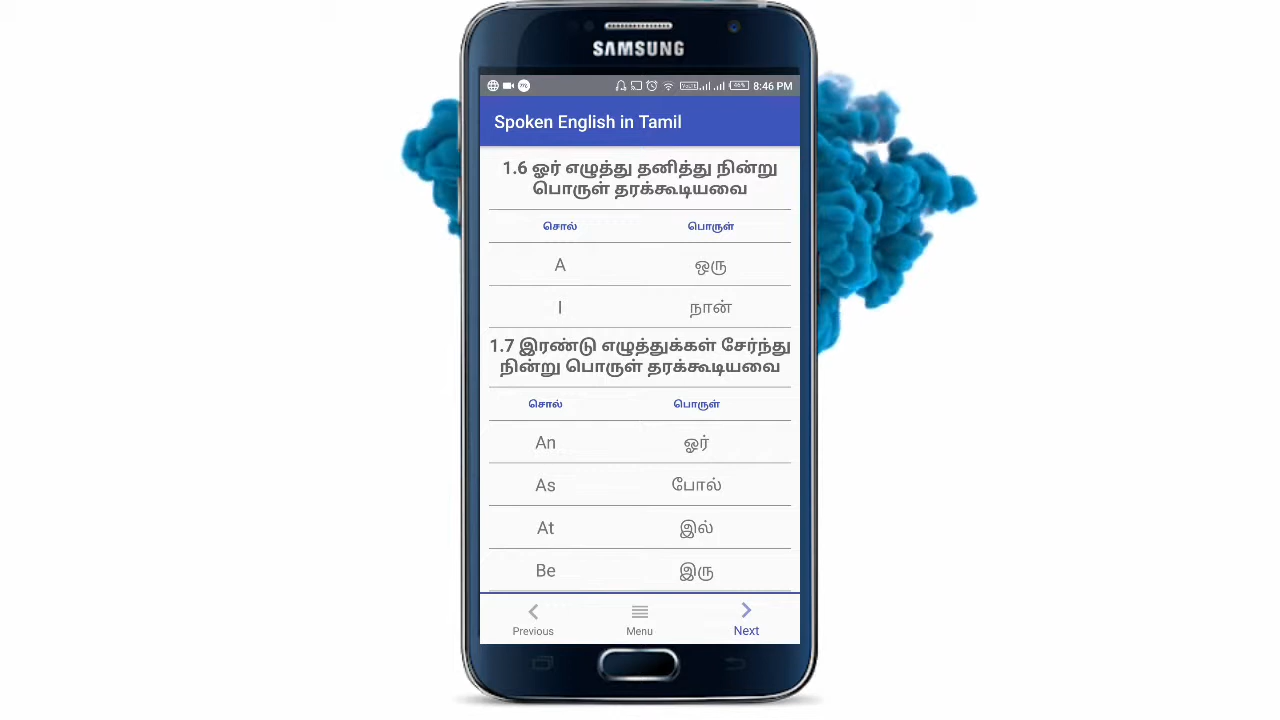 SAMSUNG
8:46 PM
Spoken English in Tamil
1.6 ஓர் எழுத்து தனித்து நின்று
பொருள் தரக்கூடியவை
சொல் பொருள்
A ஒரு
I நான்
1.7 இரண்டு எழுத்துக்கள் சேர்ந்து
நின்று பொருள் தரக்கூடியவை
சொல் பொருள்
An ஓர்
As போல்
At இல்
Be இரு
Previous Menu Next